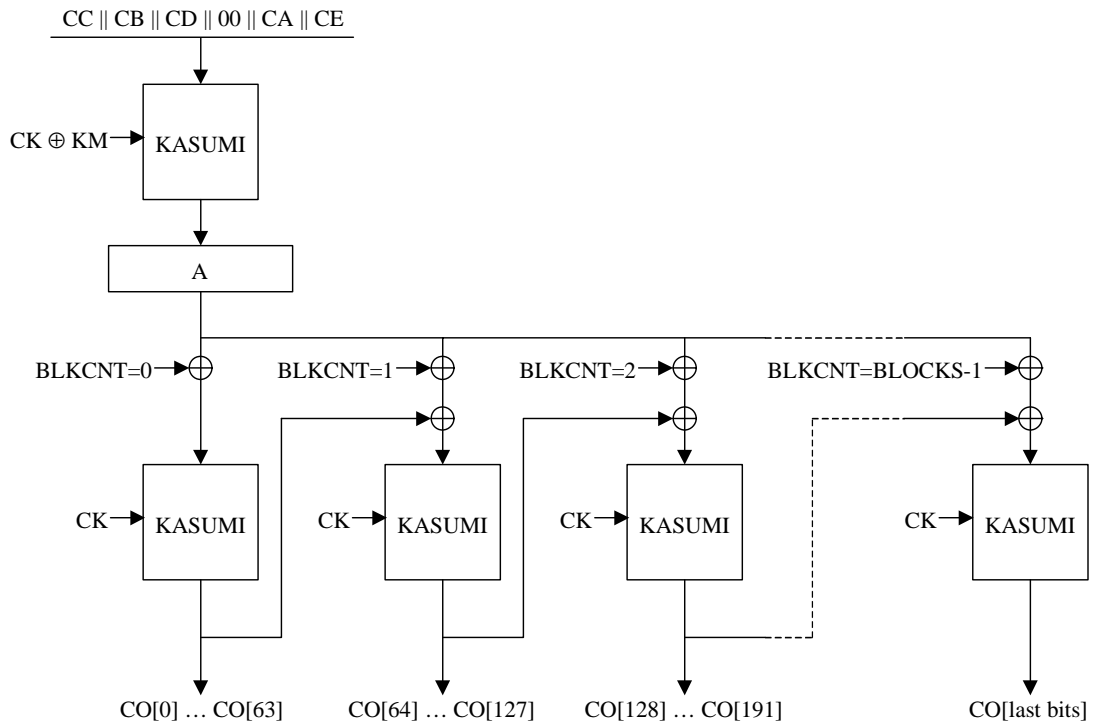 CC || CB || CD || 00 || CA || CE
CK ⊕ KM
KASUMI
A
BLKCNT=0
BLKCNT=1
BLKCNT=2
BLKCNT=BLOCKS-1
CK
KASUMI
CK
KASUMI
CK
KASUMI
CK
KASUMI
CO[0] … CO[63]
CO[64] … CO[127]
CO[128] … CO[191]
CO[last bits]